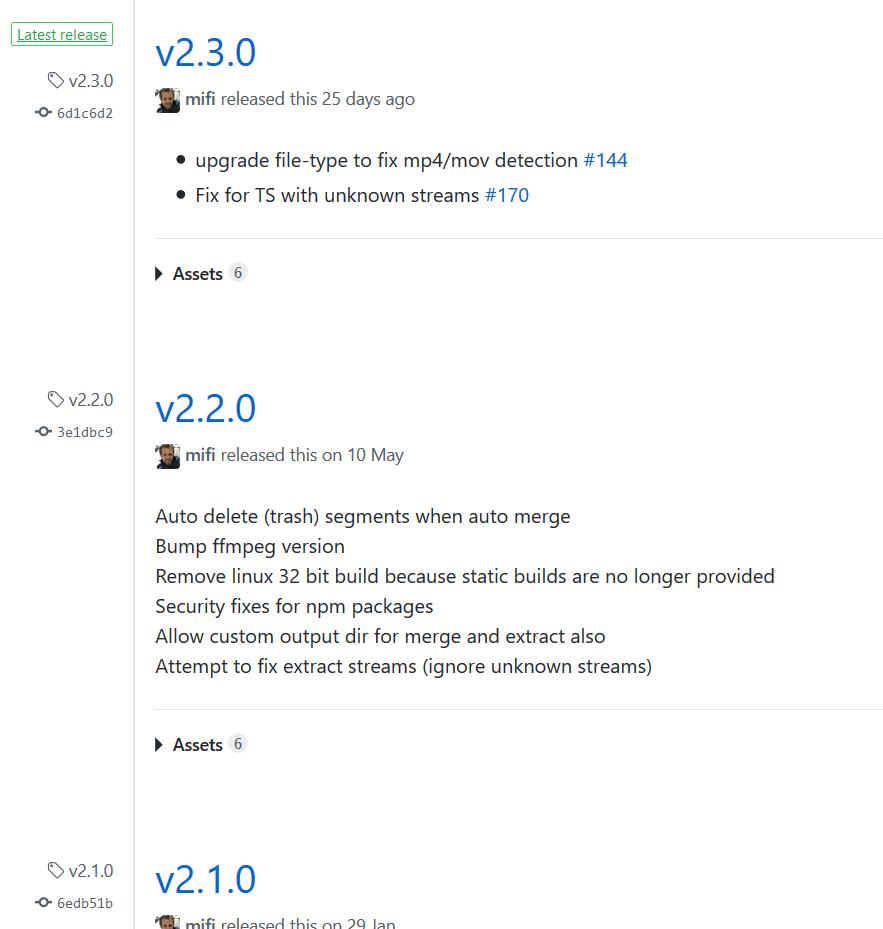 Latest release
v2.3.0
6d1c6d2
v2.3.0
mifi released this 25 days ago
upgrade file-type to fix mp4/mov detection #144
Fix for TS with unknown streams #170
Assets 6
v2.2.0
3e1dbc9
v2.2.0
mifi released this on 10 May
Auto delete (trash) segments when auto merge
Bump ffmpeg version
Remove linux 32 bit build because static builds are no longer provided
Security fixes for npm packages
Allow custom output dir for merge and extract also
Attempt to fix extract streams (ignore unknown streams)
Assets 6
v2.1.0
6edb51b
v2.1.0
mifi released this on 29 Jan